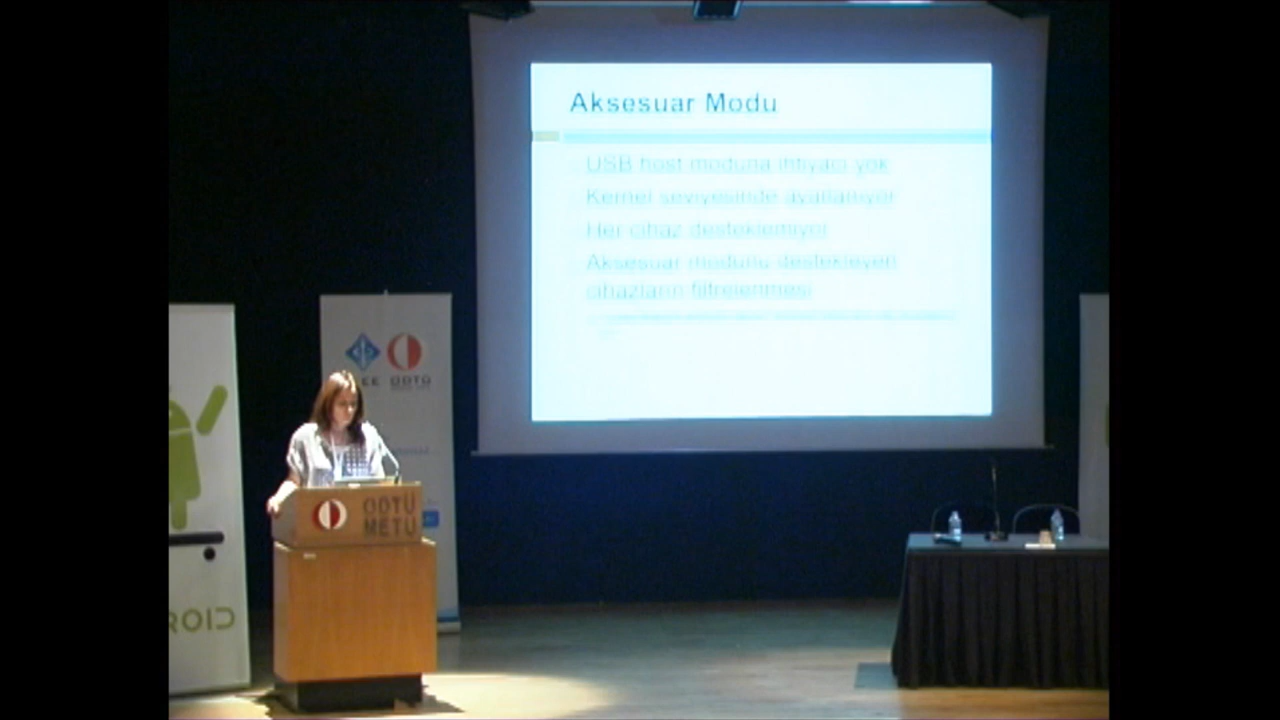 Aksesuar Modu
USB host moduna ihtiyacı yok
Kernel seviyesinde ayarlanıyor
Her cihaz desteklemiyor
Aksesuar modunu destekleyen
cihazların filtrelenmesi
ODTÜ
ODTÜ
METU
ROID